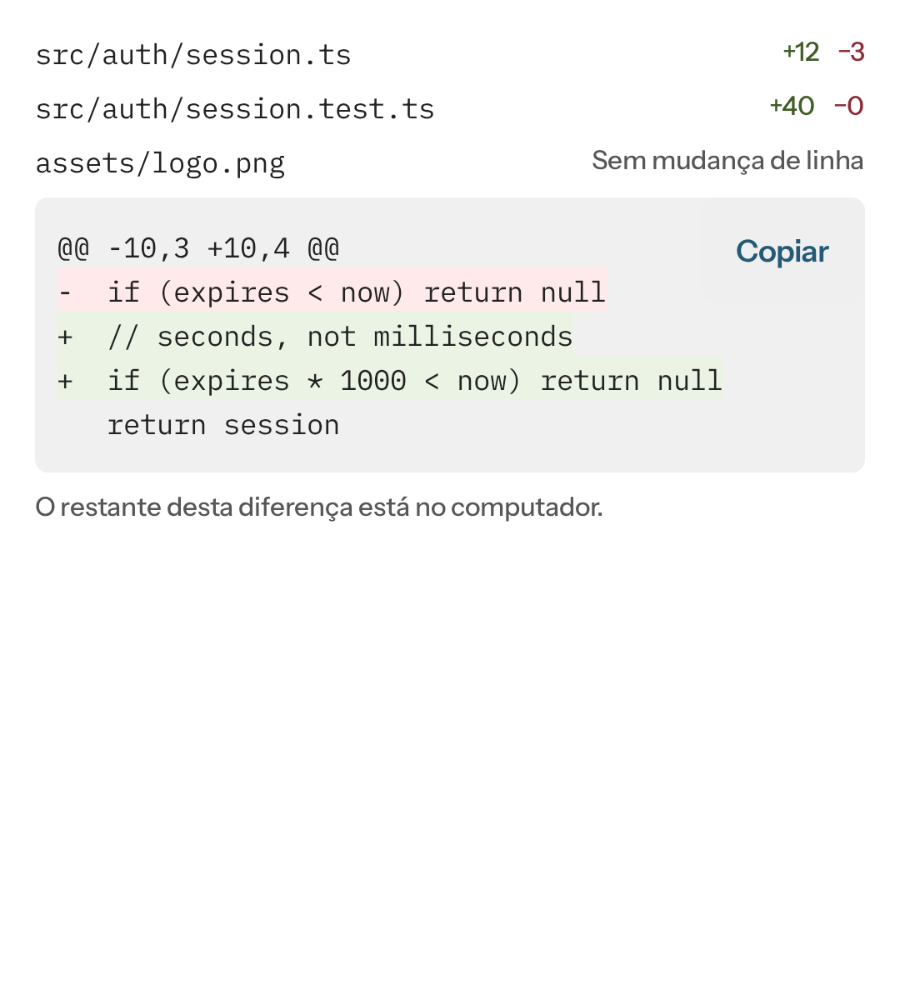 src/auth/session.ts +12 −3
src/auth/session.test.ts +40 −0
assets/logo.png Sem mudança de linha
@@ -10,3 +10,4 @@ Copiar
-  if (expires < now) return null
+  // seconds, not milliseconds
+  if (expires * 1000 < now) return null
   return session
O restante desta diferença está no computador.